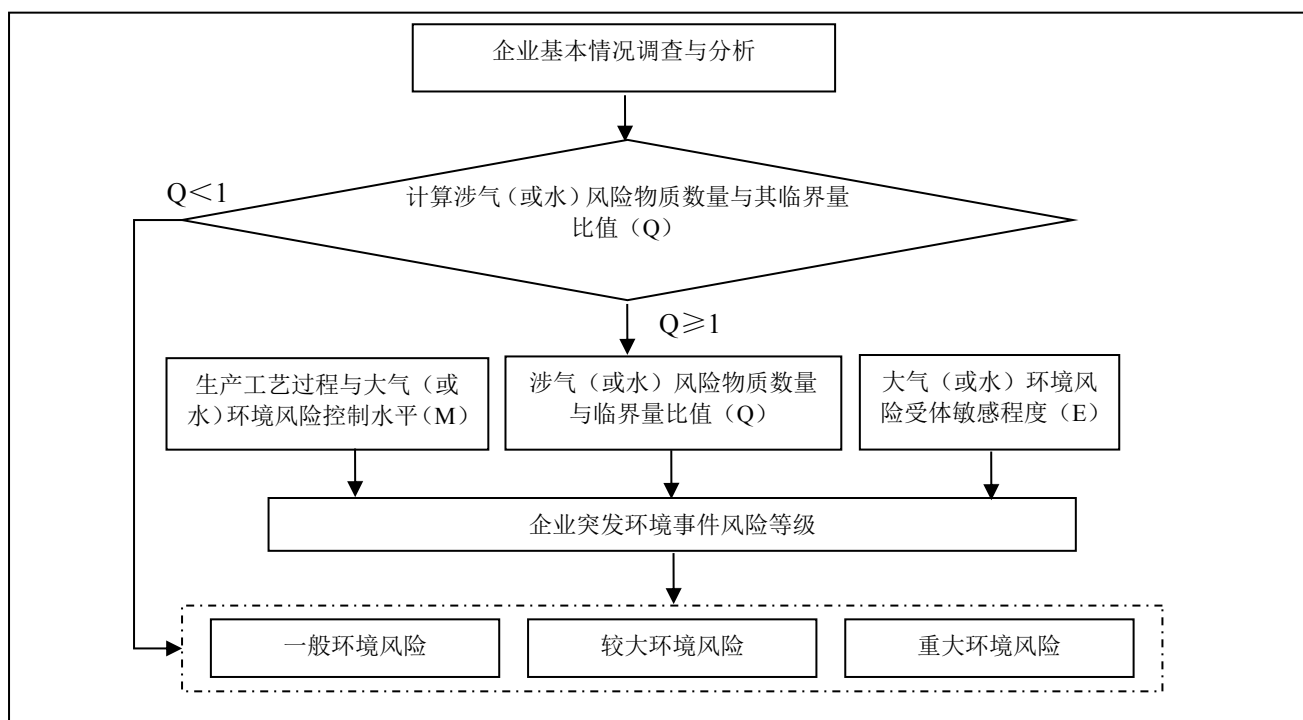 企业基本情况调查与分析
Q＜1
计算涉气（或水）风险物质数量与其临界量
比值（Q）
Q≥1
生产工艺过程与大气（或
水）环境风险控制水平（M）
涉气（或水）风险物质数量
与临界量比值（Q）
大气（或水）环境风
险受体敏感程度（E）
企业突发环境事件风险等级
一般环境风险
较大环境风险
重大环境风险